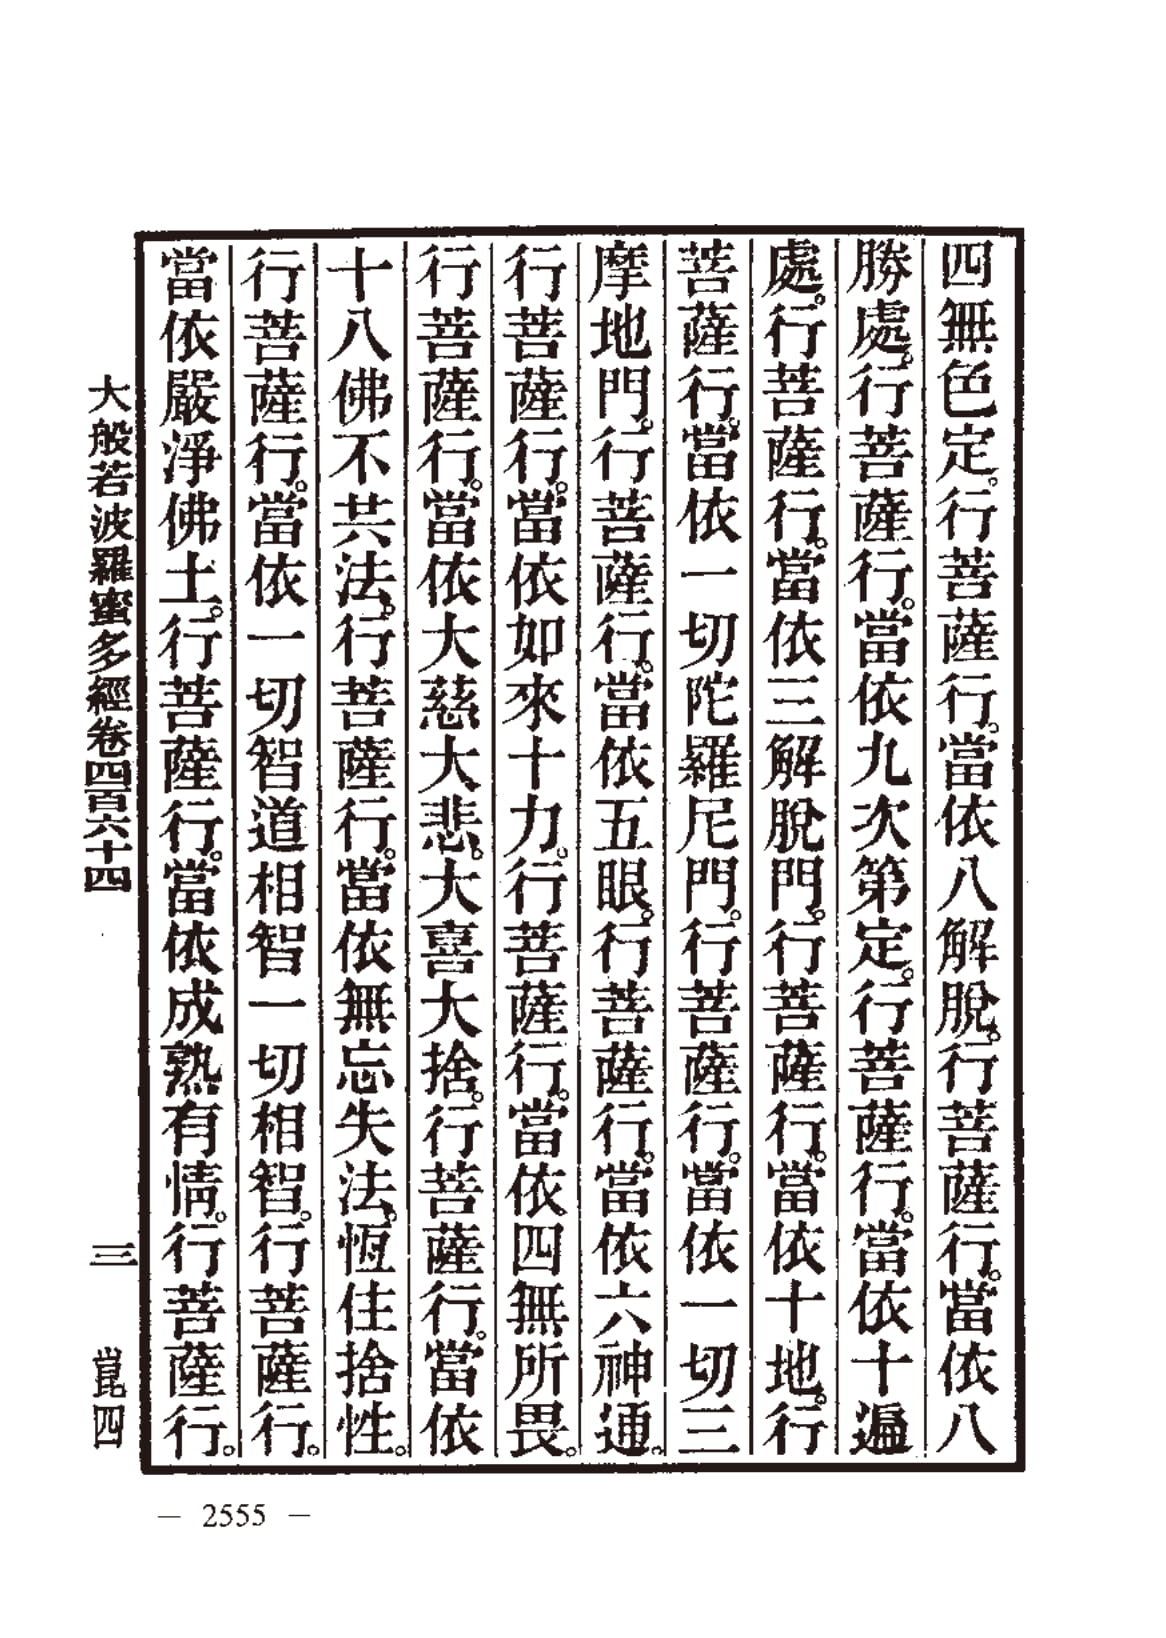 四無色定。行菩薩行。當依八解脫。行菩薩行。當依八
勝處。行菩薩行。當依九次第定。行菩薩行。當依十遍
處。行菩薩行。當依三解脫門。行菩薩行。當依十地。行
菩薩行。當依一切陀羅尼門。行菩薩行。當依一切三
摩地門。行菩薩行。當依五眼。行菩薩行。當依六神通。
行菩薩行。當依如來十力。行菩薩行。當依四無所畏。
行菩薩行。當依大慈大悲。大喜大捨。行菩薩行。當依
十八佛不共法。行菩薩行。當依無忘失法。恆住捨性。
行菩薩行。當依一切智道相智一切相智。行菩薩行。
當依嚴淨佛土。行菩薩行。當依成熟有情。行菩薩行。
大般若波羅蜜多經卷四百六十四 三 崑四
— 2555 —